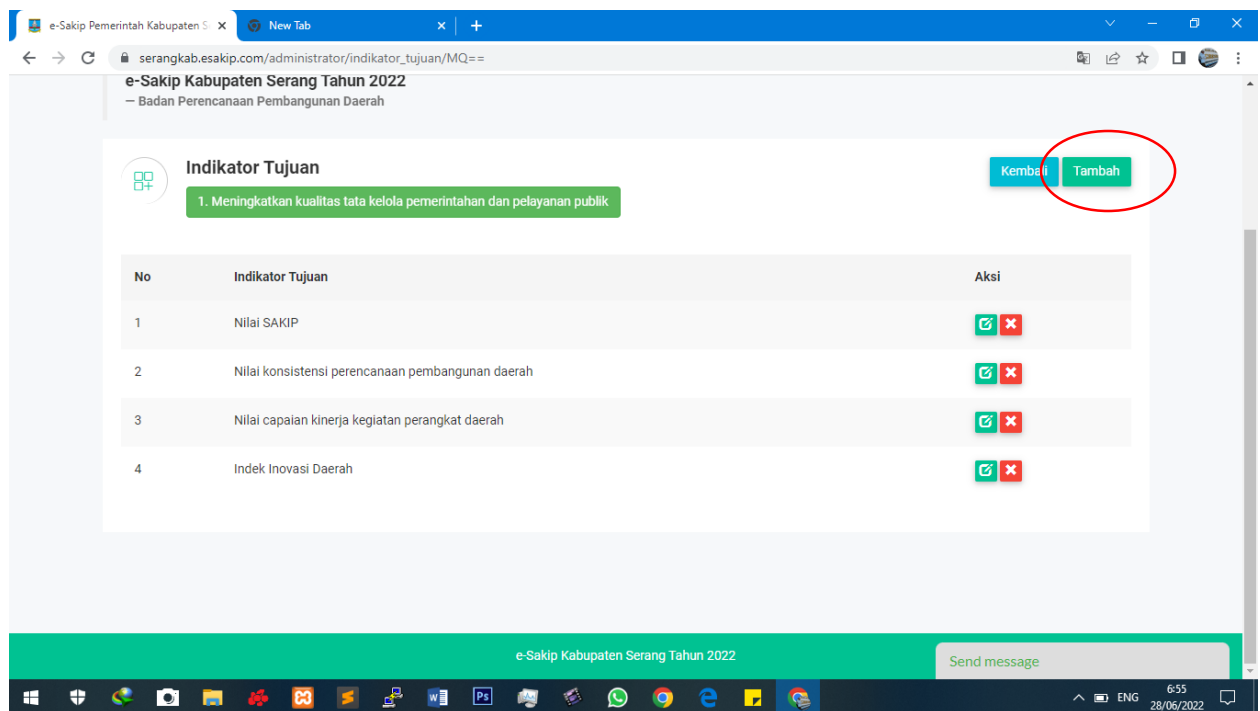 e-Sakip Pemerintah Kabupaten S
New Tab
serangkab.esakip.com/administrator/indikator_tujuan/MQ==
e-Sakip Kabupaten Serang Tahun 2022
— Badan Perencanaan Pembangunan Daerah
Indikator Tujuan
Kembali Tambah
1. Meningkatkan kualitas tata kelola pemerintahan dan pelayanan publik
No Indikator Tujuan Aksi
1 Nilai SAKIP
2 Nilai konsistensi perencanaan pembangunan daerah
3 Nilai capaian kinerja kegiatan perangkat daerah
4 Indek Inovasi Daerah
e-Sakip Kabupaten Serang Tahun 2022
Send message
W Ps
ENG
6:55
28/06/2022